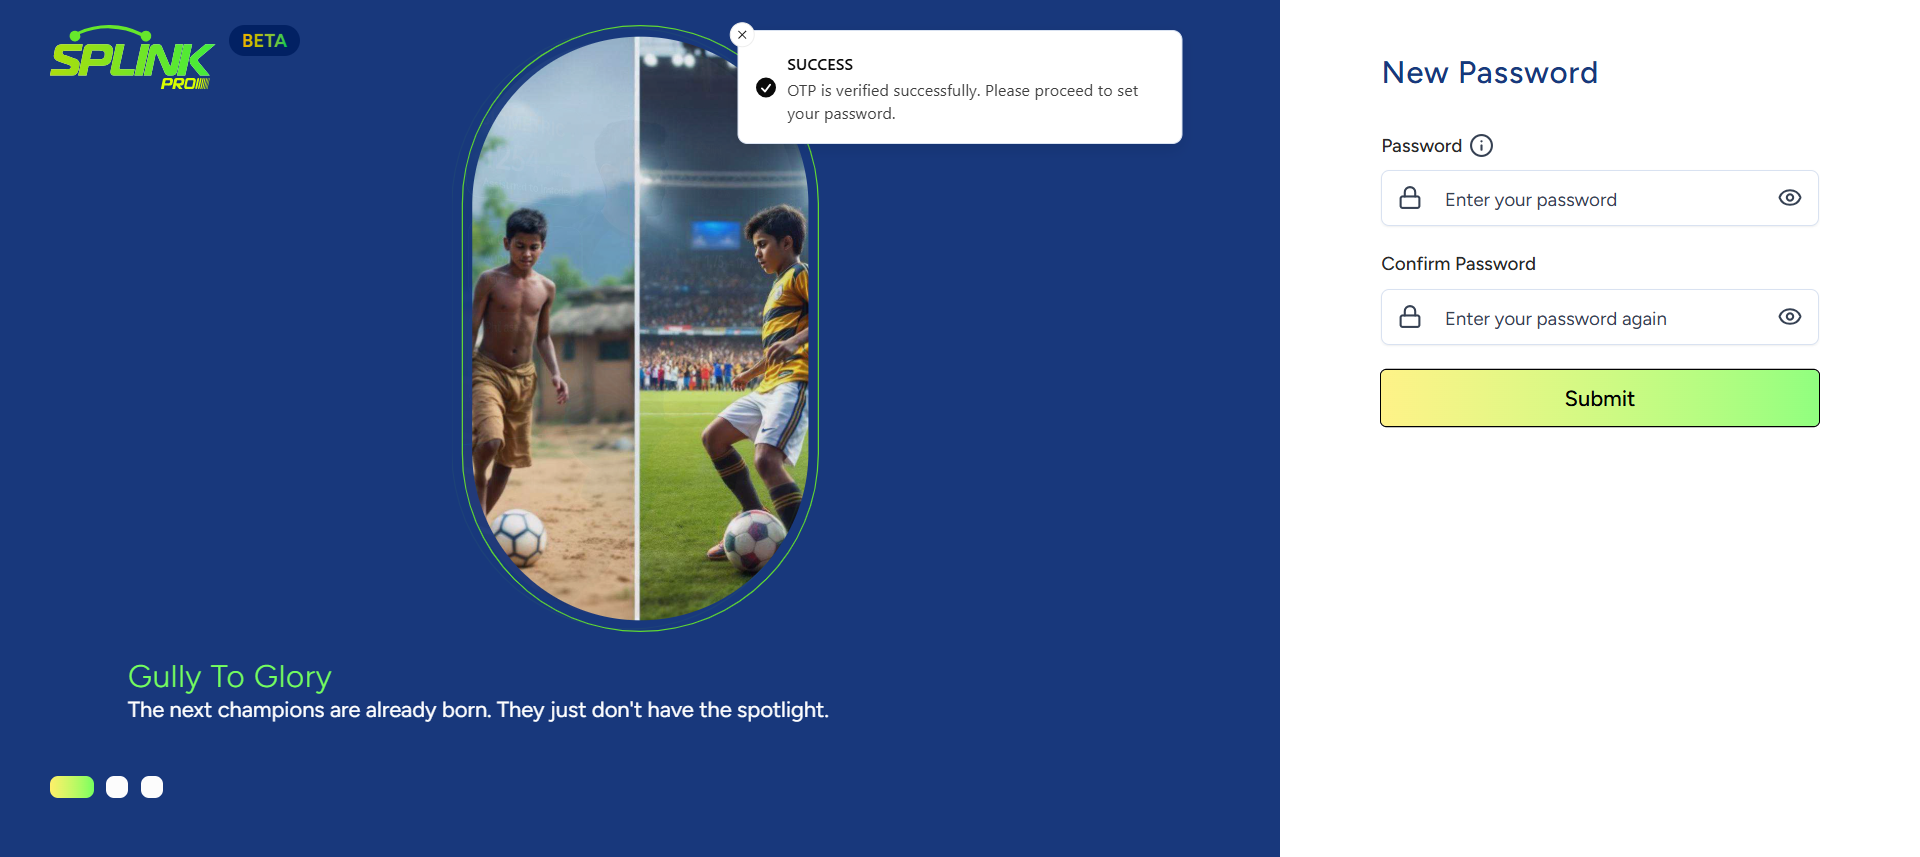 SPLINK
PRO
BETA
SUCCESS
OTP is verified successfully. Please proceed to set
your password.
Gully To Glory
The next champions are already born. They just don't have the spotlight.
New Password
Password
Enter your password
Confirm Password
Enter your password again
Submit